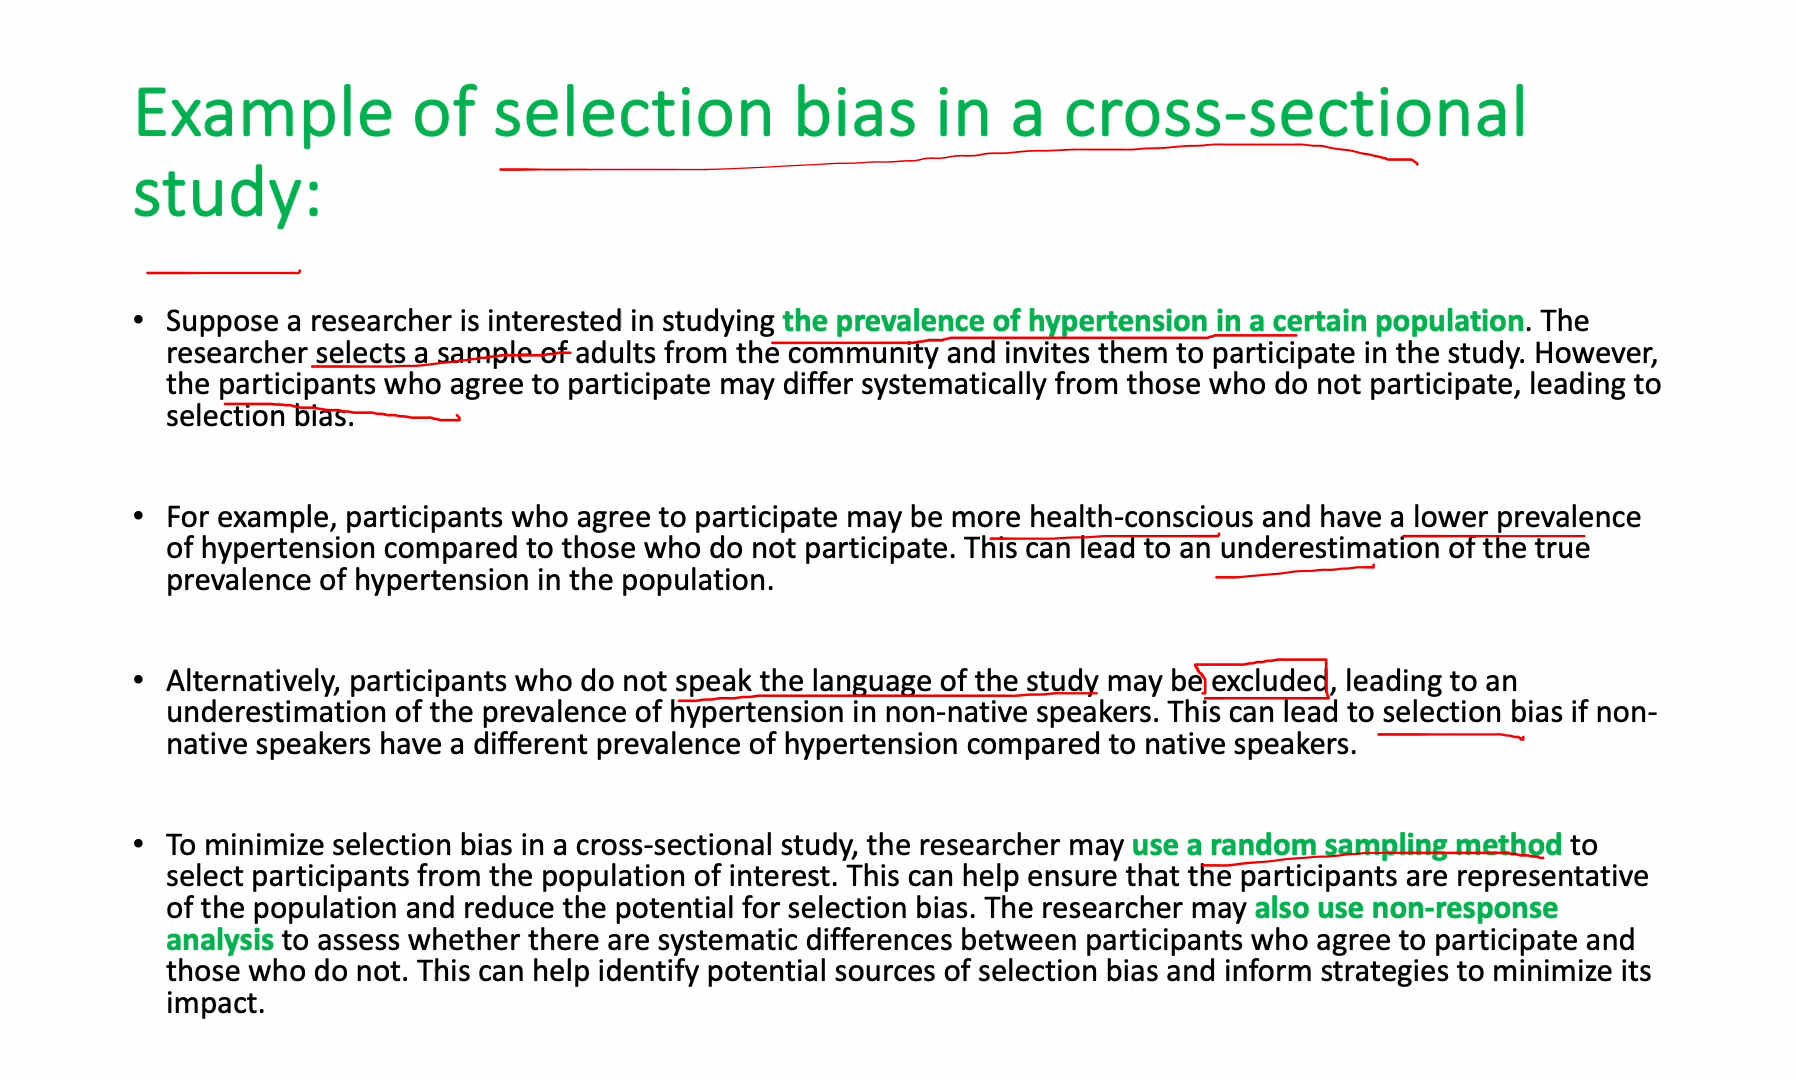 Example of selection bias in a cross-sectional
study:
• Suppose a researcher is interested in studying the prevalence of hypertension in a certain population. The
researcher selects a sample of adults from the community and invites them to participate in the study. However,
the participants who agree to participate may differ systematically from those who do not participate, leading to
selection bias.
• For example, participants who agree to participate may be more health-conscious and have a lower prevalence
of hypertension compared to those who do not participate. This can lead to an underestimation of the true
prevalence of hypertension in the population.
• Alternatively, participants who do not speak the language of the study may be excluded, leading to an
underestimation of the prevalence of hypertension in non-native speakers. This can lead to selection bias if non-
native speakers have a different prevalence of hypertension compared to native speakers.
• To minimize selection bias in a cross-sectional study, the researcher may use a random sampling method to
select participants from the population of interest. This can help ensure that the participants are representative
of the population and reduce the potential for selection bias. The researcher may also use non-response
analysis to assess whether there are systematic differences between participants who agree to participate and
those who do not. This can help identify potential sources of selection bias and inform strategies to minimize its
impact.